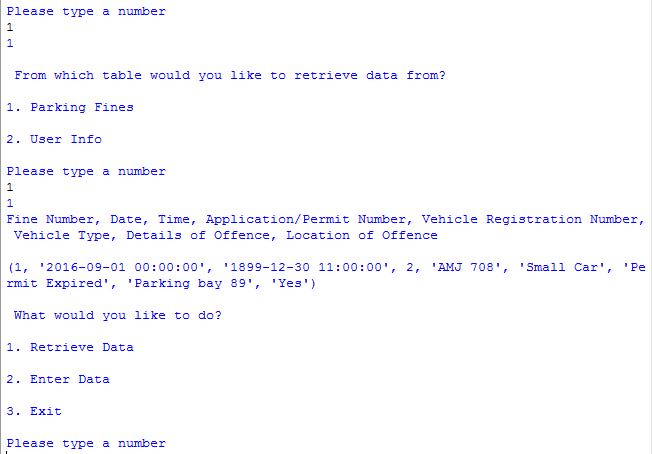 Please type a number
1
1
From which table would you like to retrieve data from?
1. Parking Fines
2. User Info
Please type a number
1
1
Fine Number, Date, Time, Application/Permit Number, Vehicle Registration Number,
Vehicle Type, Details of Offence, Location of Offence
(1, '2016-09-01 00:00:00', '1899-12-30 11:00:00', 2, 'AMJ 708', 'Small Car', 'Pe
rmit Expired', 'Parking bay 89', 'Yes')
What would you like to do?
1. Retrieve Data
2. Enter Data
3. Exit
Please type a number